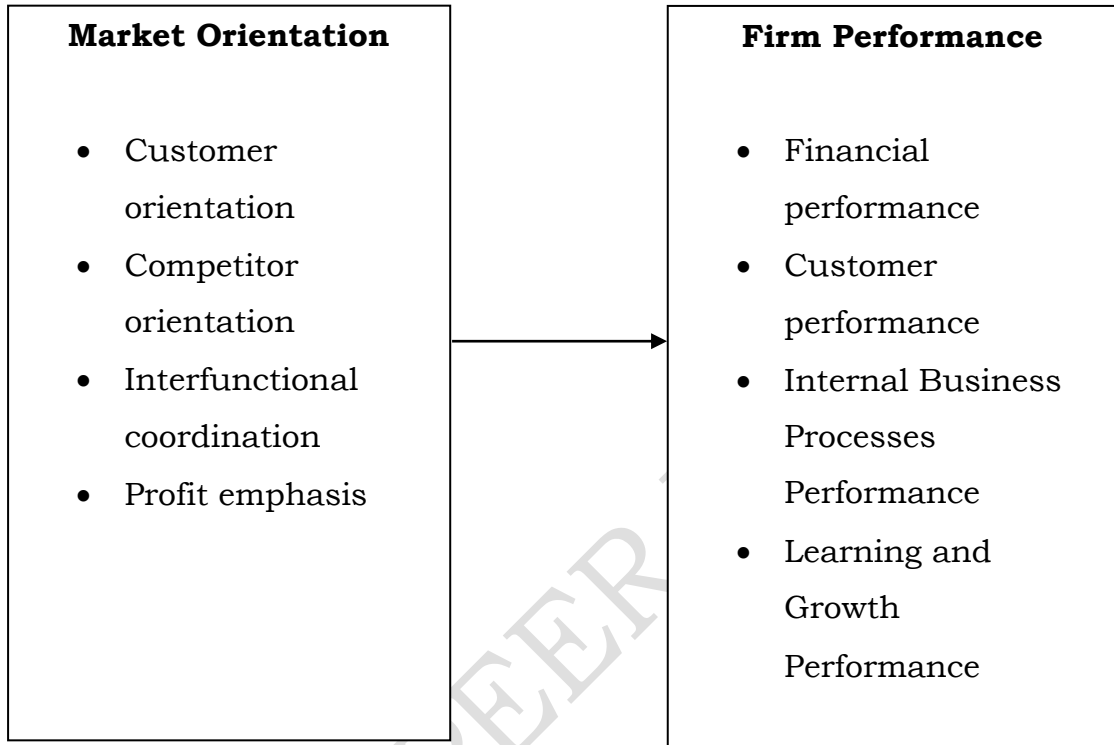 Market Orientation
• Customer
orientation
• Competitor
orientation
• Interfunctional
coordination
• Profit emphasis
Firm Performance
• Financial
performance
• Customer
performance
• Internal Business
Processes
Performance
• Learning and
Growth
Performance
PEER